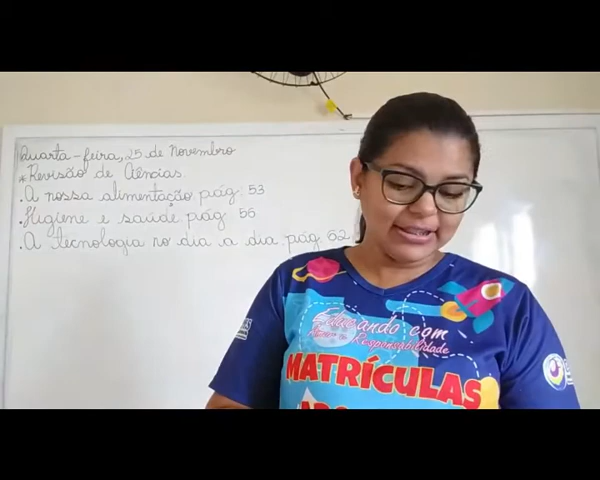 Quarta-feira, 25 de Novembro
*Revisão de Ciências.
.A nossa alimentação pág 53
.Higiene e saúde pág 56
.A tecnologia no dia a dia pág 62
Educando com
Responsabilidade
MATRÍCULAS